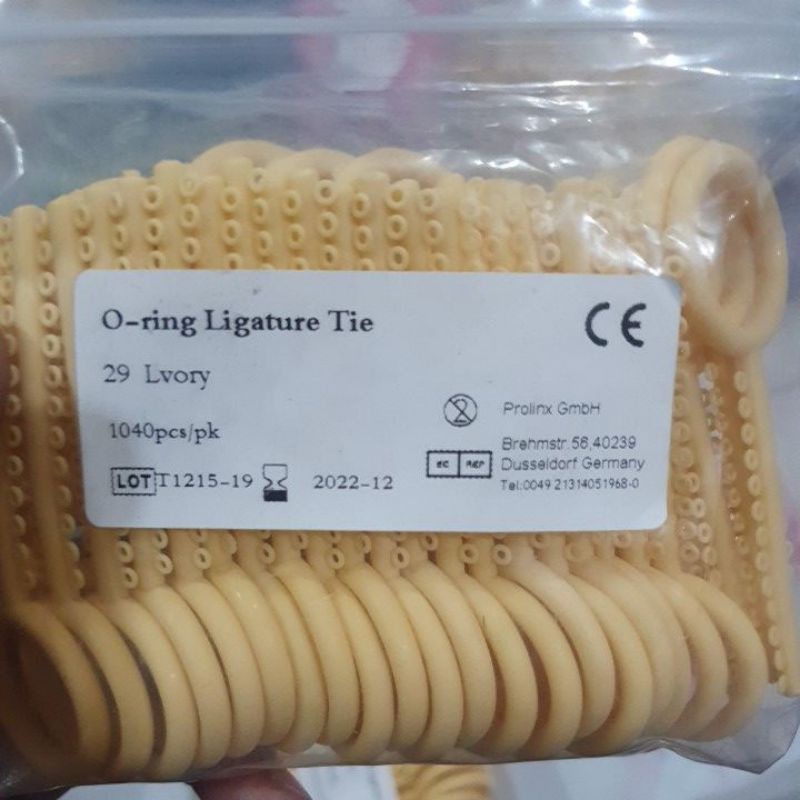 O-ring Ligature Tie
CE
29 Lvory
1040pcs/pk
LOT T1215-19 2022-12
2
Prolinx GmbH
EC REP
Brehmstr.56,40239
Dusseldorf Germany
Tel:0049 21314051968-0